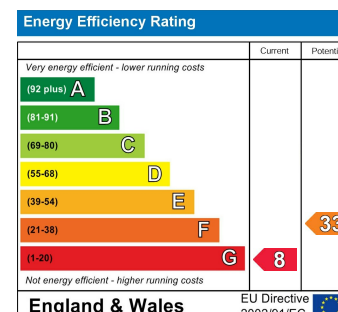 Energy Efficiency Rating
Current
Very energy efficient - lower running costs
(92 plus) A
(81-91) B
(69-80) C
(55-68) D
(39-54) E
(21-38) F 33
(1-20) G 8
Not energy efficient - higher running costs
England & Wales
EU Directive